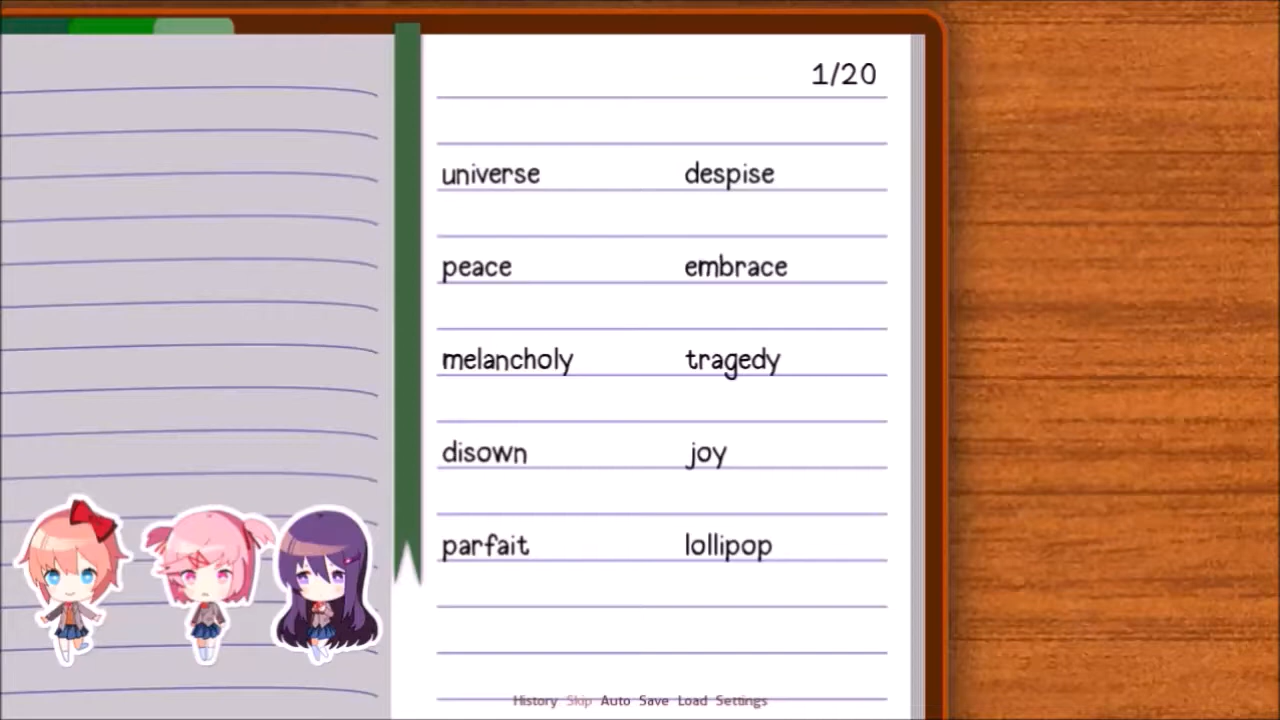 1/20
universe despise
peace embrace
melancholy tragedy
disown joy
parfait lollipop
History Skip Auto Save Load Settings